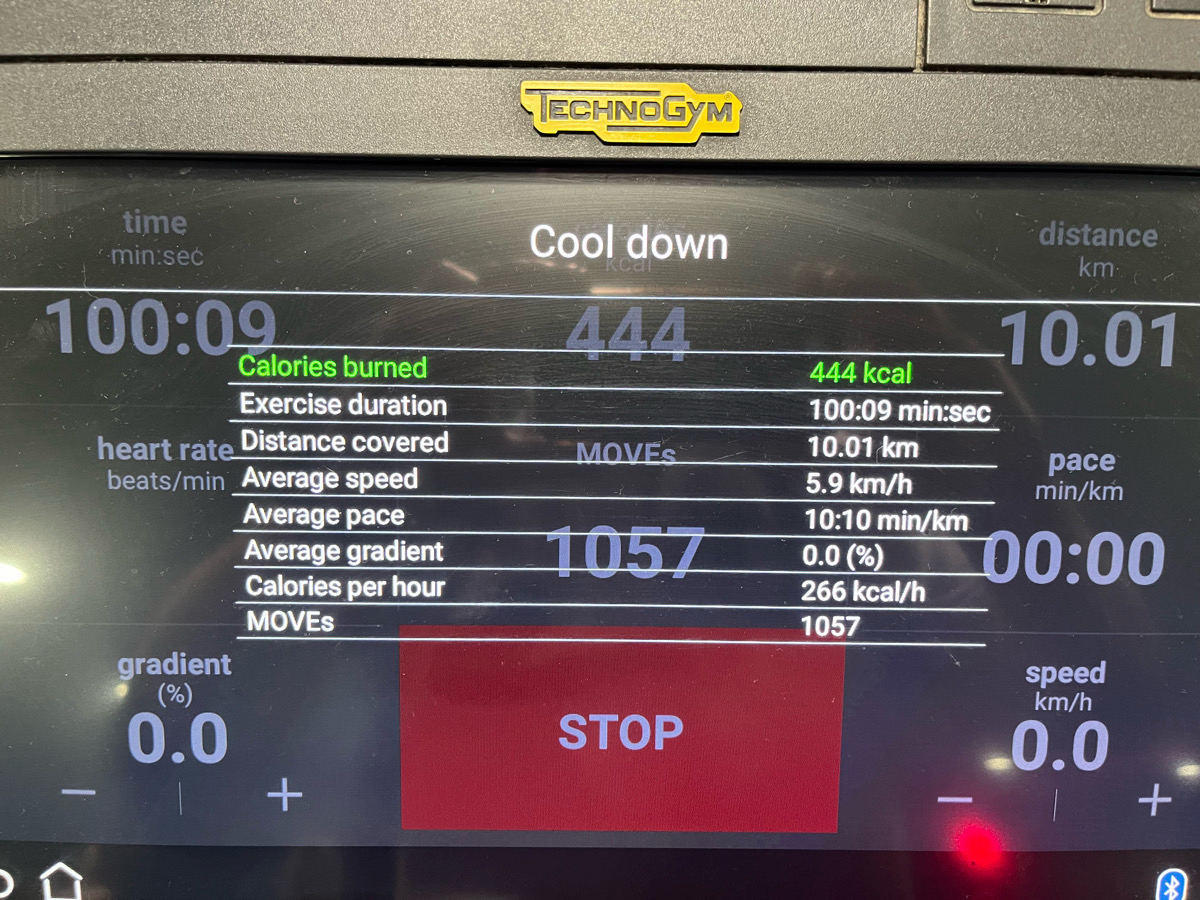 TECHNOGYM
time
min:sec
Cool down
kcal
distance
km
100:09
444
10.01
Calories burned 444 kcal
Exercise duration 100:09 min:sec
Distance covered 10.01 km
Average speed 5.9 km/h
Average pace 10:10 min/km
Average gradient 0.0 (%)
Calories per hour 266 kcal/h
MOVEs 1057
heart rate
beats/min
MOVEs
1057
pace
min/km
00:00
gradient
(%)
0.0
− +
STOP
speed
km/h
0.0
− +